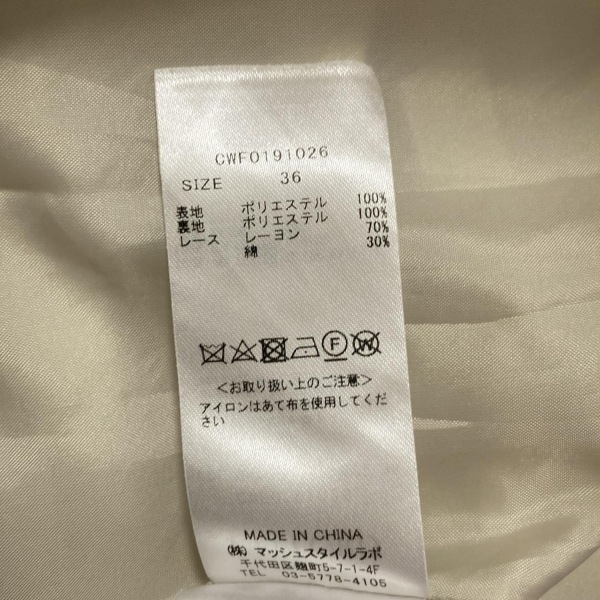 CWF0191026
SIZE 36
表地 ポリエステル 100%
裏地 ポリエステル 100%
レース レーヨン 70%
綿 30%
F W
<お取り扱い上のご注意>
アイロンはあて布を使用してくだ
さい
MADE IN CHINA
(株) マッシュスタイルラボ
千代田区麹町5-7-1-4F
TEL 03-5778-4105